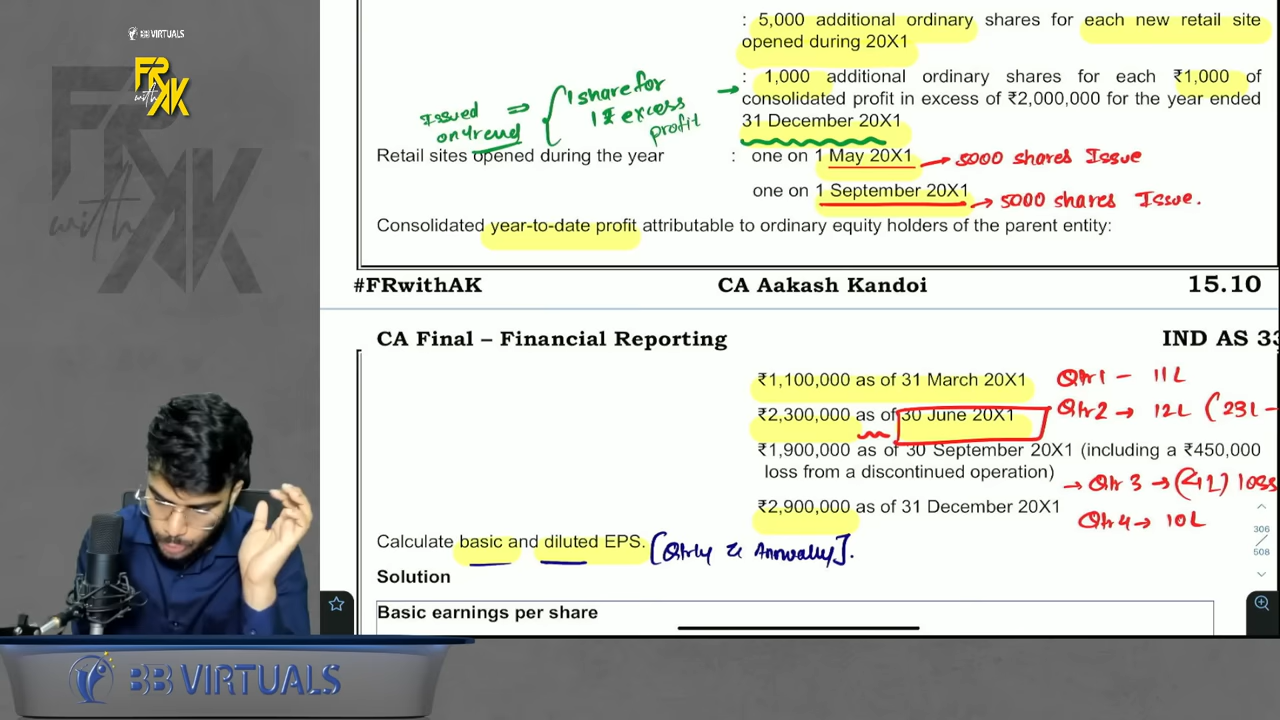 BB VIRTUALS
FR
with
AK
FR
with
AK
: 5,000 additional ordinary shares for each new retail site
opened during 20X1
: 1,000 additional ordinary shares for each ₹1,000 of
consolidated profit in excess of ₹2,000,000 for the year ended
31 December 20X1
Issued
on yrend
⇒
1 share for
1₹ excess
profit
Retail sites opened during the year : one on 1 May 20X1 → 5000 shares Issue
one on 1 September 20X1 → 5000 shares Issue.
Consolidated year-to-date profit attributable to ordinary equity holders of the parent entity:
#FRwithAK CA Aakash Kandoi 15.10
CA Final – Financial Reporting IND AS 33
₹1,100,000 as of 31 March 20X1 Qtr1 – 11L
₹2,300,000 as of 30 June 20X1 Qtr2 → 12L (23L –
₹1,900,000 as of 30 September 20X1 (including a ₹450,000
loss from a discontinued operation) → Qtr 3 → (4L) loss
₹2,900,000 as of 31 December 20X1 Qtr4 → 10L
306
/
508
Calculate basic and diluted EPS. [Qtrly & Annually].
Solution
Basic earnings per share
BB VIRTUALS